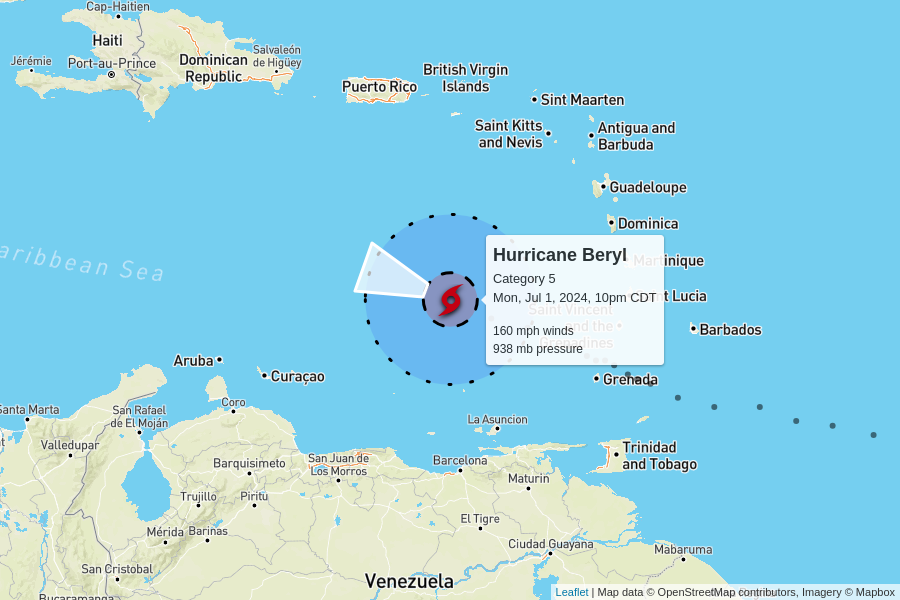 Cap-Haitien
Haiti
Jérémie
Port-au-Prince
Dominican
Republic
Salvaleón
de Higüey
Puerto Rico
British Virgin
Islands
Sint Maarten
Saint Kitts
and Nevis
Antigua and
Barbuda
Guadeloupe
Dominica
aribbean Sea
Hurricane Beryl
Category 5
Mon, Jul 1, 2024, 10pm CDT
160 mph winds
938 mb pressure
Martinique
nt Lucia
Saint Vincent
and the
Grenadines
Barbados
Grenada
Aruba
Curaçao
Santa Marta
San Rafael
de El Moján
Coro
La Asuncion
Trinidad
and Tobago
Valledupar
Barquisimeto
San Juan de
Los Morros
Barcelona
Maturin
Trujillo
Piritu
El Tigre
Mérida
Barinas
Ciudad Guayana
Mabaruma
San Cristobal
Venezuela
Bucaramanga
Leaflet | Map data © OpenStreetMap contributors, Imagery © Mapbox